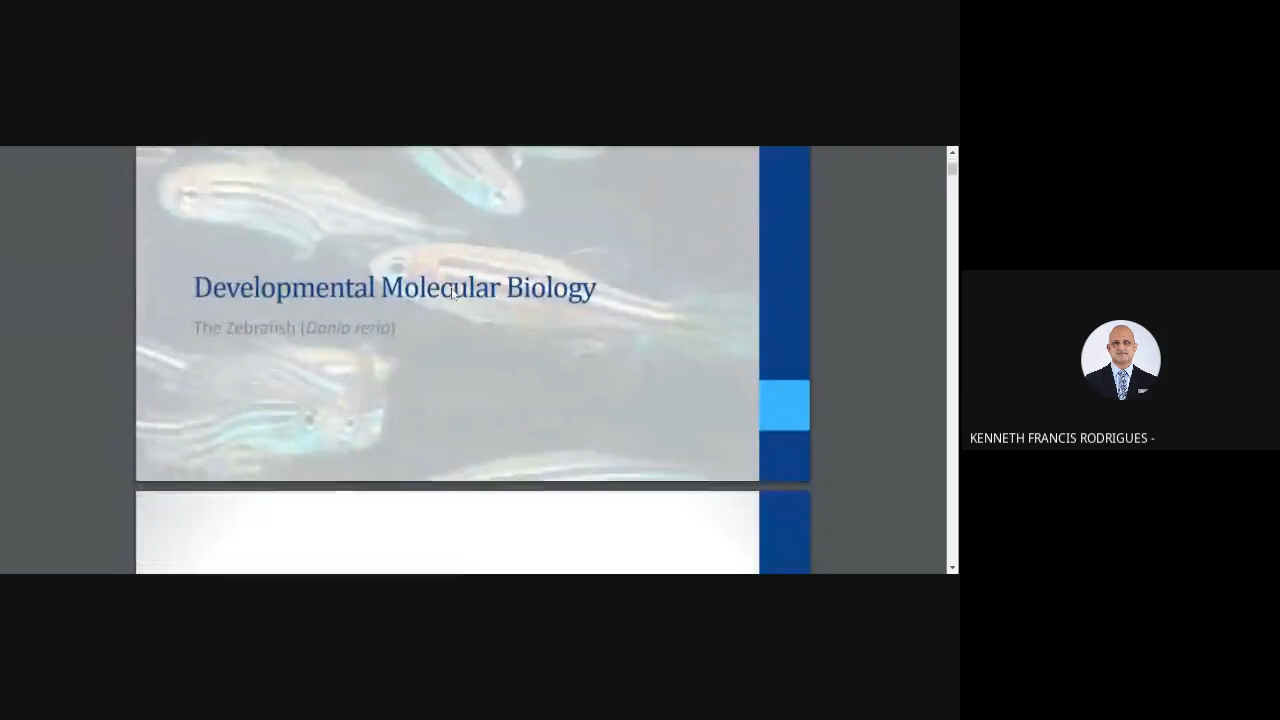 Developmental Molecular Biology
The Zebrafish (Danio rerio)
KENNETH FRANCIS RODRIGUES -